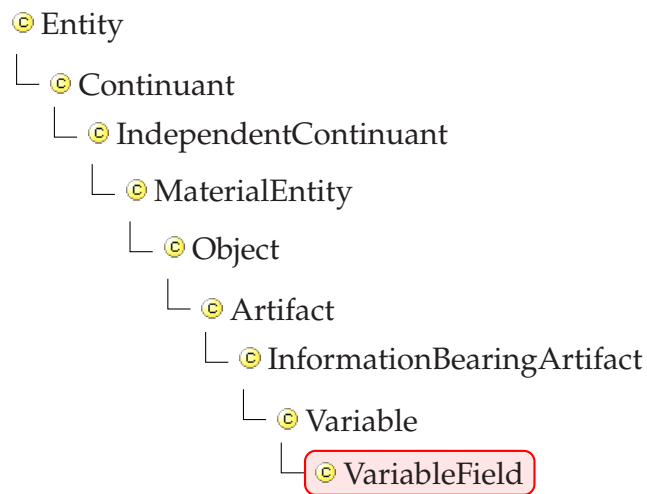 Entity
Continuant
IndependentContinuant
MaterialEntity
Object
Artifact
InformationBearingArtifact
Variable
VariableField